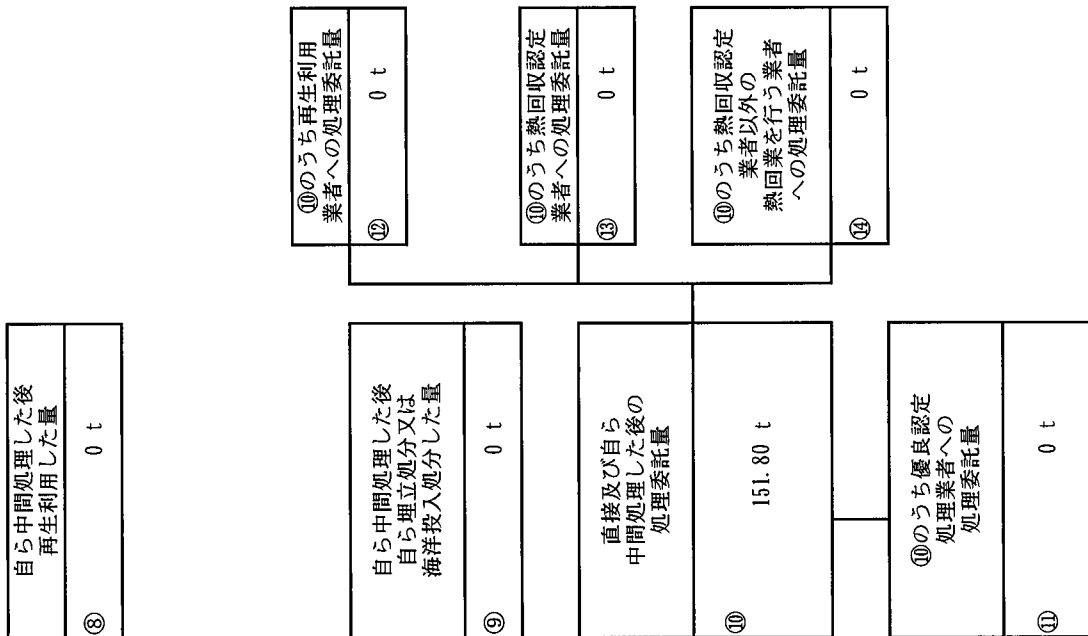 自ら中間処理した後
再生利用した量
⑧ 0 t
自ら中間処理した後
自ら埋立処分又は
海洋投入処分した量
⑨ 0 t
直接及び自ら
中間処理した後の
処理委託量
⑩ 151.80 t
⑩のうち優良認定
処理業者への
処理委託量
⑪ 0 t
⑩のうち再生利用
業者への処理委託量
⑫ 0 t
⑩のうち熱回収認定
業者への処理委託量
⑬ 0 t
⑩のうち熱回収認定
業者以外の
熱回業を行う業者
への処理委託量
⑭ 0 t